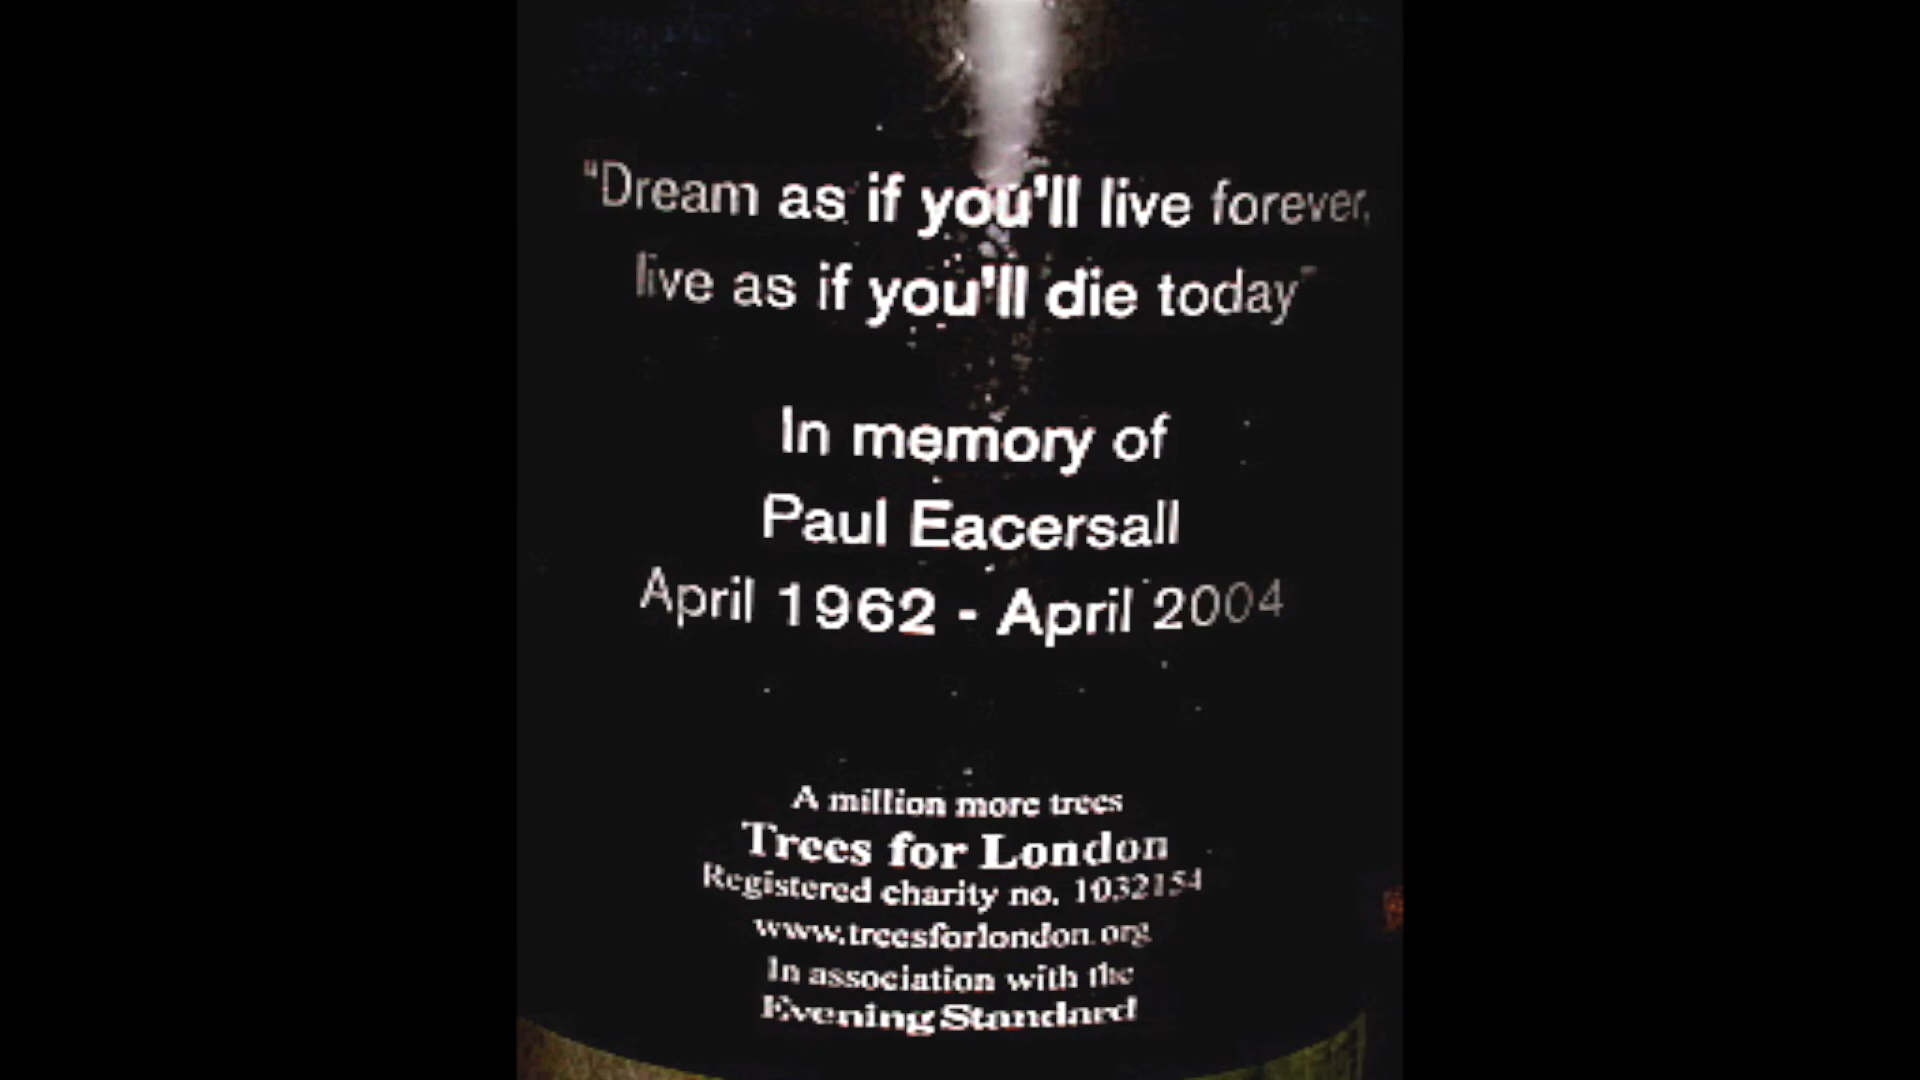 "Dream as if you'll live forever,
live as if you'll die today"
In memory of
Paul Eacersall
April 1962 - April 2004
A million more trees
Trees for London
Registered charity no. 1032154
www.treesforlondon.org
In association with the
Evening Standard